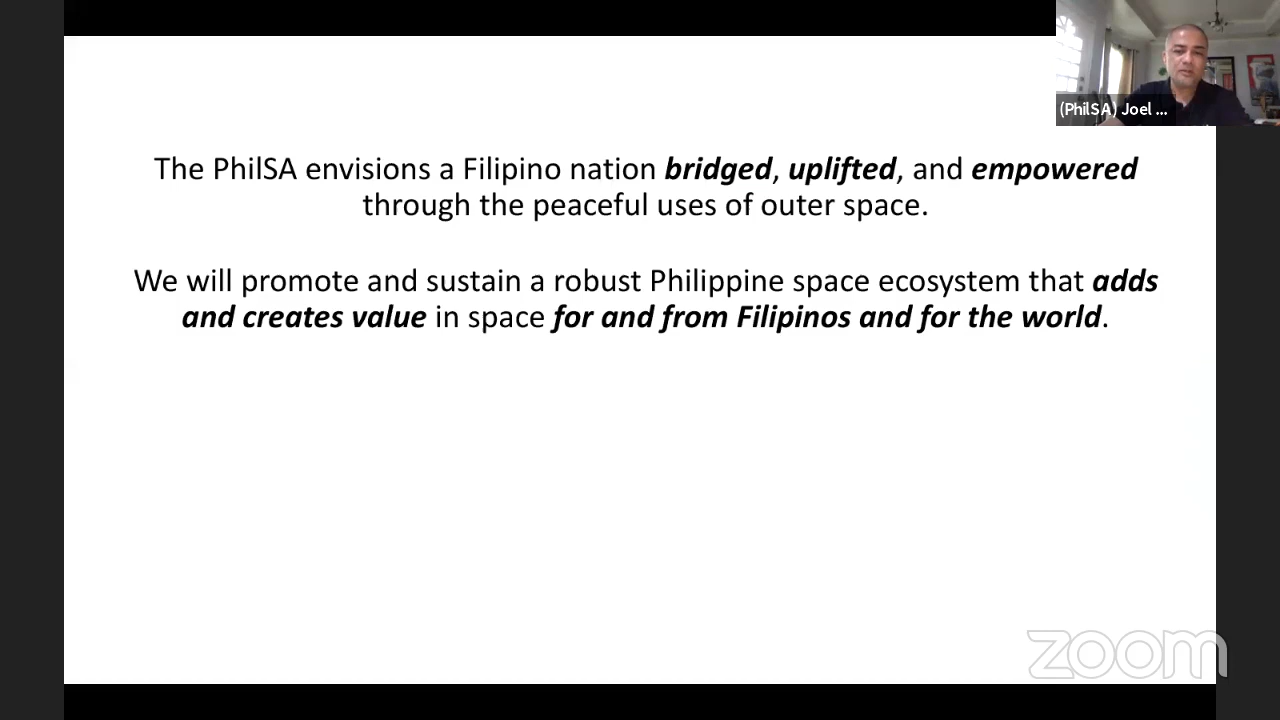 (PhilSA) Joel ...
The PhilSA envisions a Filipino nation bridged, uplifted, and empowered
through the peaceful uses of outer space.
We will promote and sustain a robust Philippine space ecosystem that adds
and creates value in space for and from Filipinos and for the world.
zoom